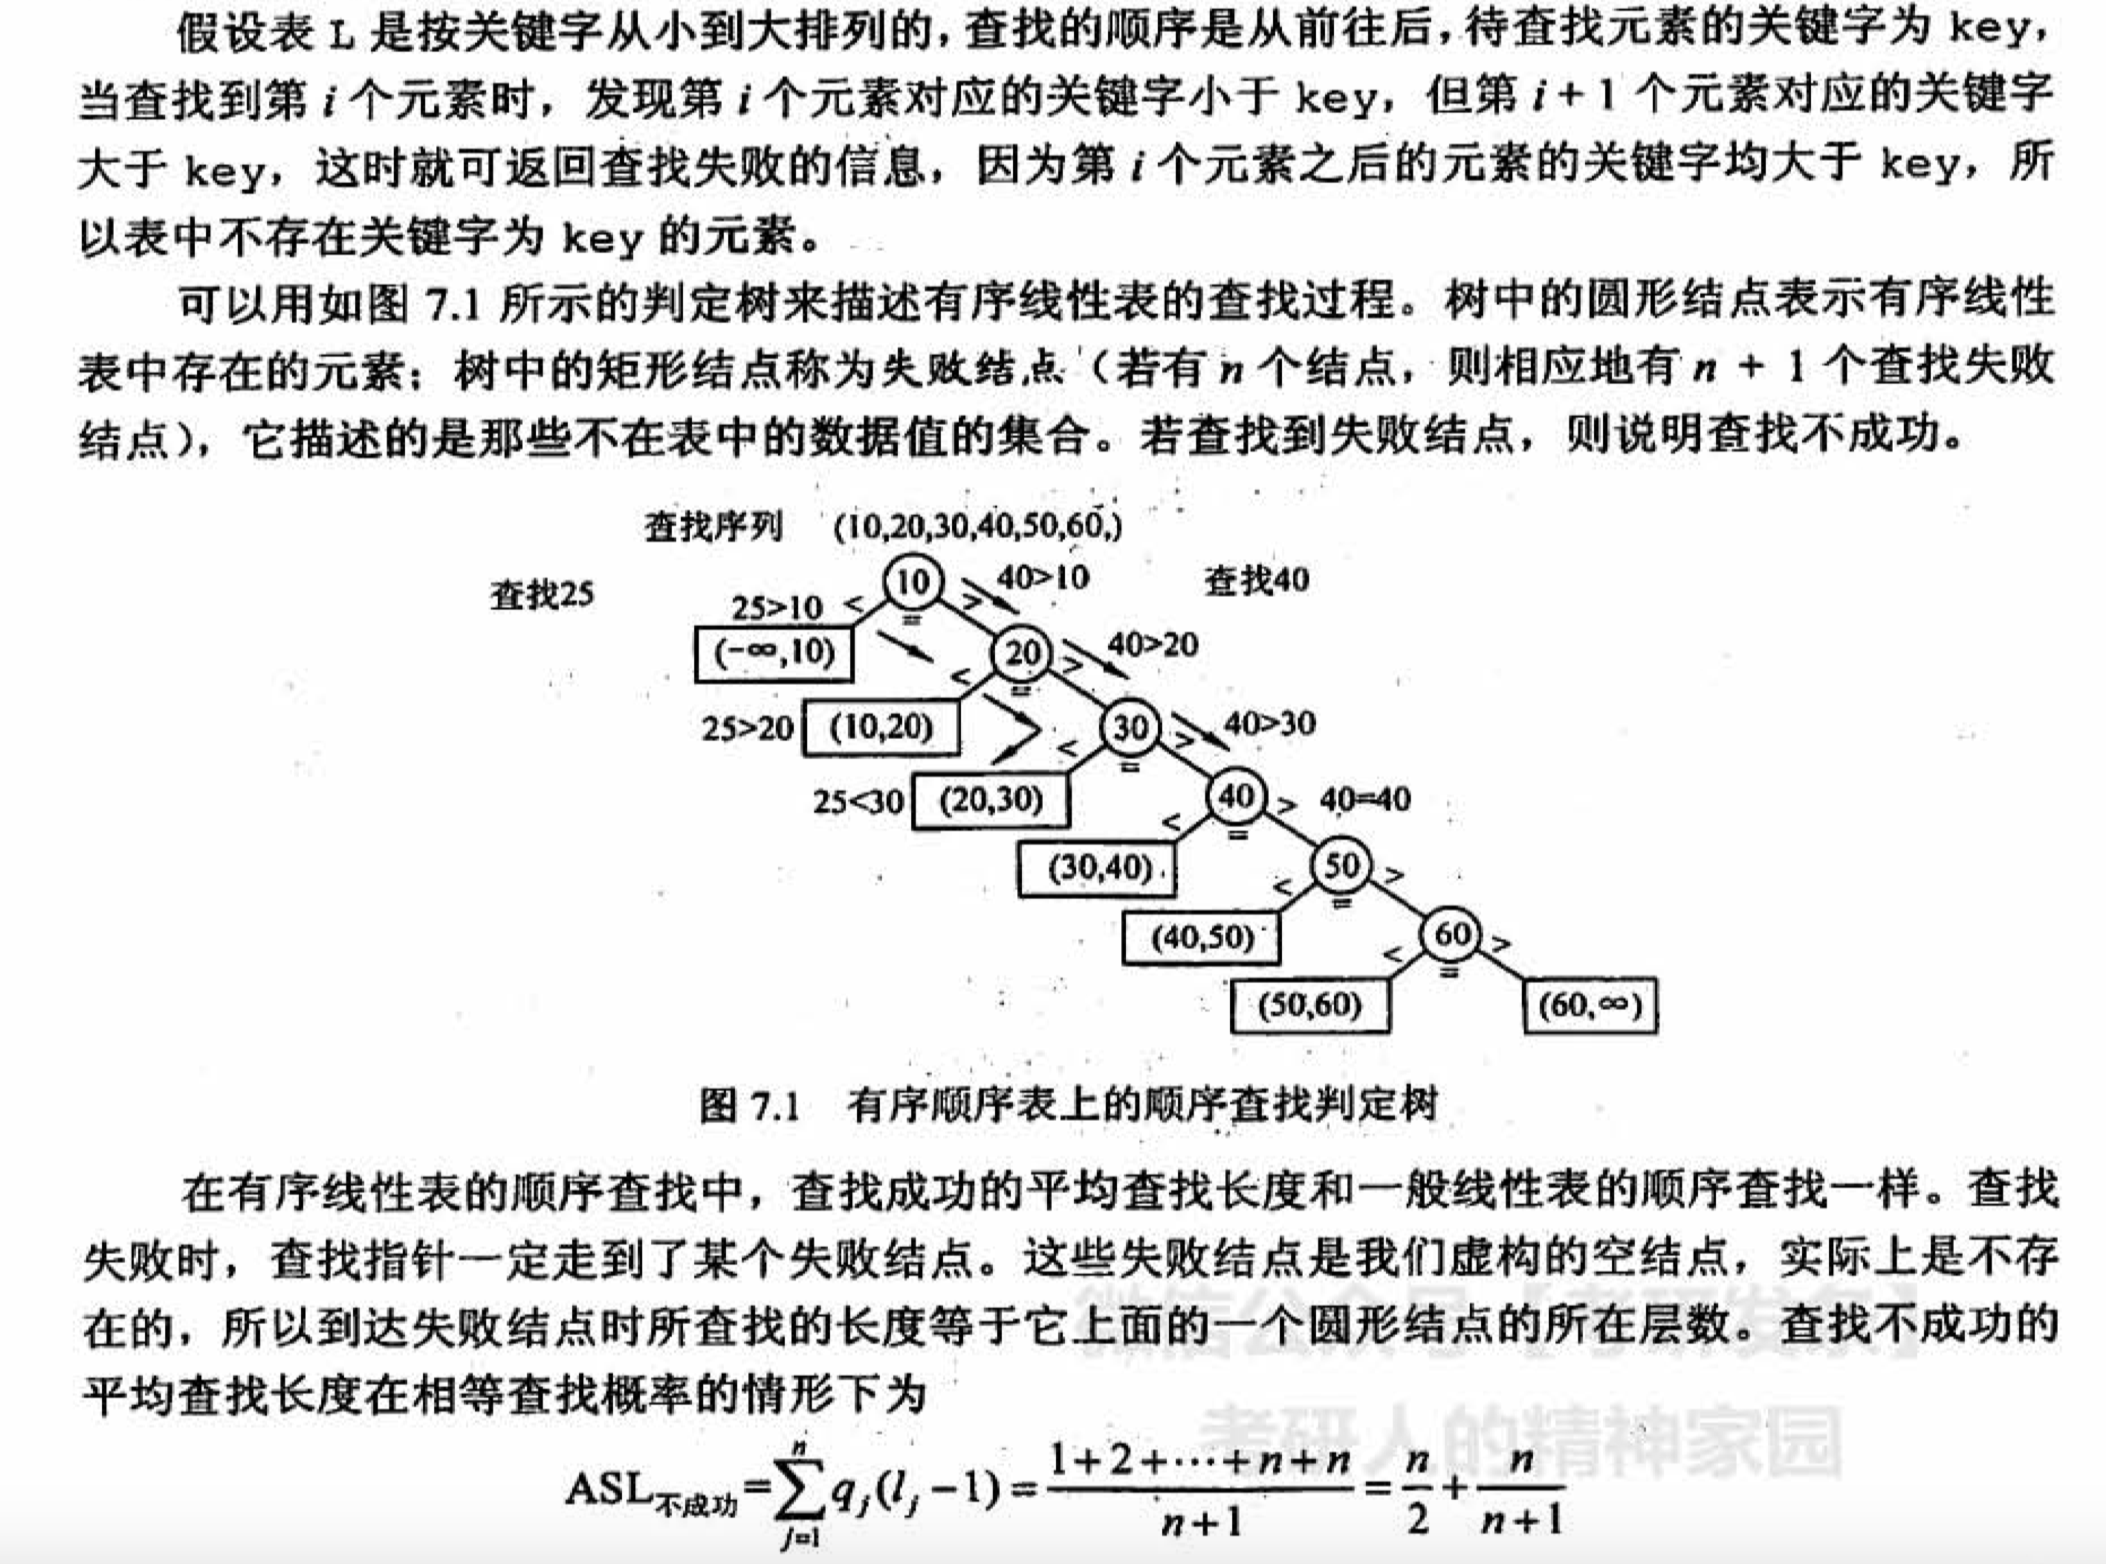 假设表 L 是按关键字从小到大排列的，查找的顺序是从前往后，待查找元素的关键字为 key，
当查找到第 i 个元素时，发现第 i 个元素对应的关键字小于 key，但第 i+1 个元素对应的关键字
大于 key，这时就可返回查找失败的信息，因为第 i 个元素之后的元素的关键字均大于 key，所
以表中不存在关键字为 key 的元素。
可以用如图 7.1 所示的判定树来描述有序线性表的查找过程。树中的圆形结点表示有序线性
表中存在的元素；树中的矩形结点称为失败结点（若有 n 个结点，则相应地有 n + 1 个查找失败
结点），它描述的是那些不在表中的数据值的集合。若查找到失败结点，则说明查找不成功。
查找序列 (10,20,30,40,50,60,)
查找25
查找40
10
25>10 < = > 40>10
(-∞,10)
20
< = > 40>20
25>20 (10,20)
30
< = > 40>30
25<30 (20,30)
40
< = > 40=40
(30,40)
50
< = >
(40,50)
60
< = >
(50,60) (60,∞)
图 7.1 有序顺序表上的顺序查找判定树
在有序线性表的顺序查找中，查找成功的平均查找长度和一般线性表的顺序查找一样。查找
失败时，查找指针一定走到了某个失败结点。这些失败结点是我们虚构的空结点，实际上是不存
在的，所以到达失败结点时所查找的长度等于它上面的一个圆形结点的所在层数。查找不成功的
平均查找长度在相等查找概率的情形下为
ASL不成功 = ∑_{j=1}^{n} q_j(l_j−1) = (1+2+⋯+n+n)/(n+1) = n/2 + n/(n+1)
考研人的精神家园